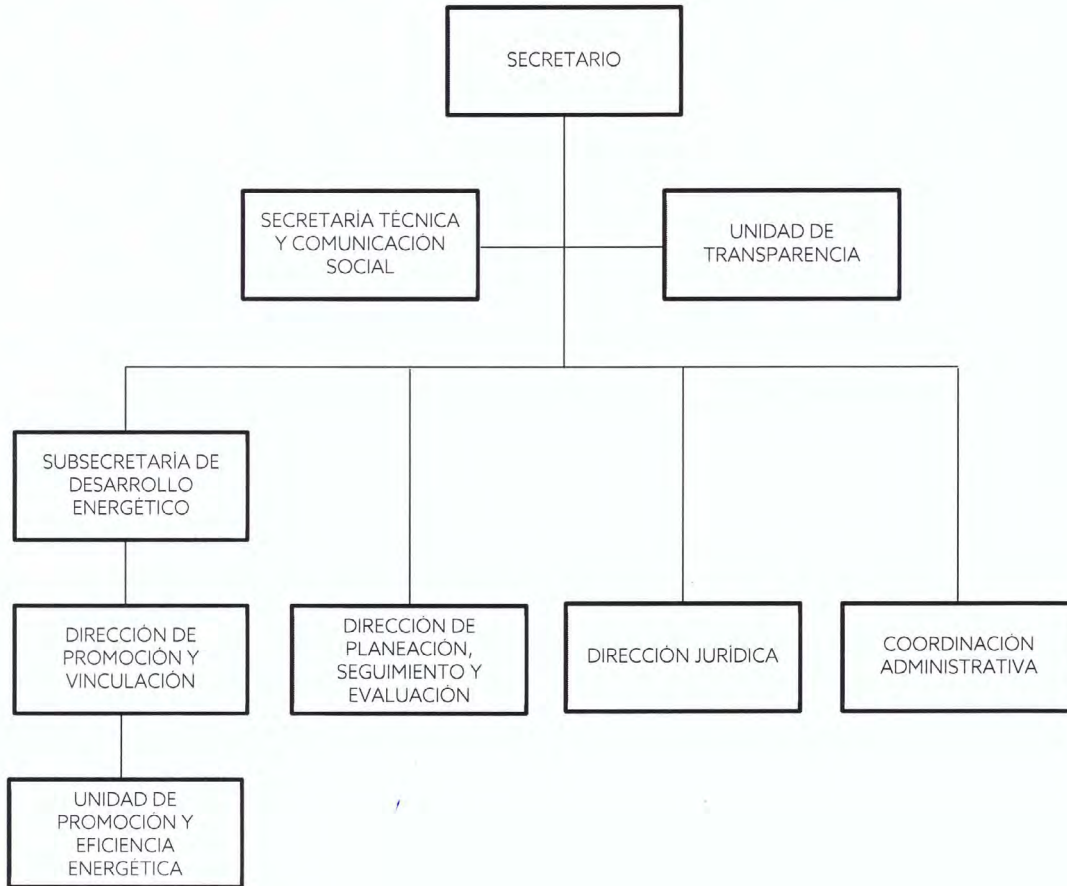 SECRETARIO
SECRETARÍA TÉCNICA
Y COMUNICACIÓN
SOCIAL
UNIDAD DE
TRANSPARENCIA
SUBSECRETARÍA DE
DESARROLLO
ENERGÉTICO
DIRECCIÓN DE
PROMOCIÓN Y
VINCULACIÓN
DIRECCIÓN DE
PLANEACIÓN,
SEGUIMIENTO Y
EVALUACIÓN
DIRECCIÓN JURÍDICA
COORDINACIÓN
ADMINISTRATIVA
UNIDAD DE
PROMOCIÓN Y
EFICIENCIA
ENERGÉTICA